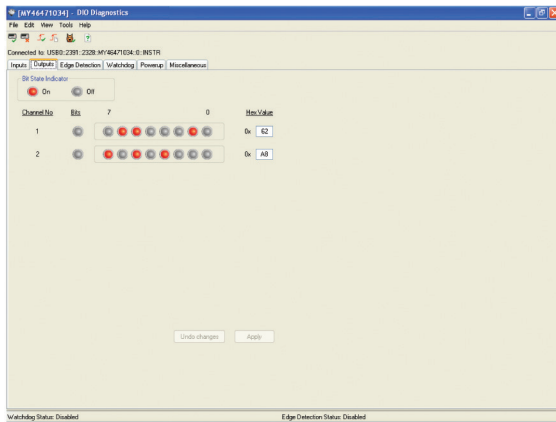 [MY46471034] - DIO Diagnostics
File Edit View Tools Help
Connected to: USB0::2391::2328::MY46471034::0::INSTR
Inputs Outputs Edge Detection Watchdog Powerup Miscellaneous
Bit State Indicator
On Off
Channel No Bits 7 0 Hex Value
1 0x 62
2 0x A8
Undo changes Apply
Watchdog Status: Disabled Edge Detection Status: Disabled